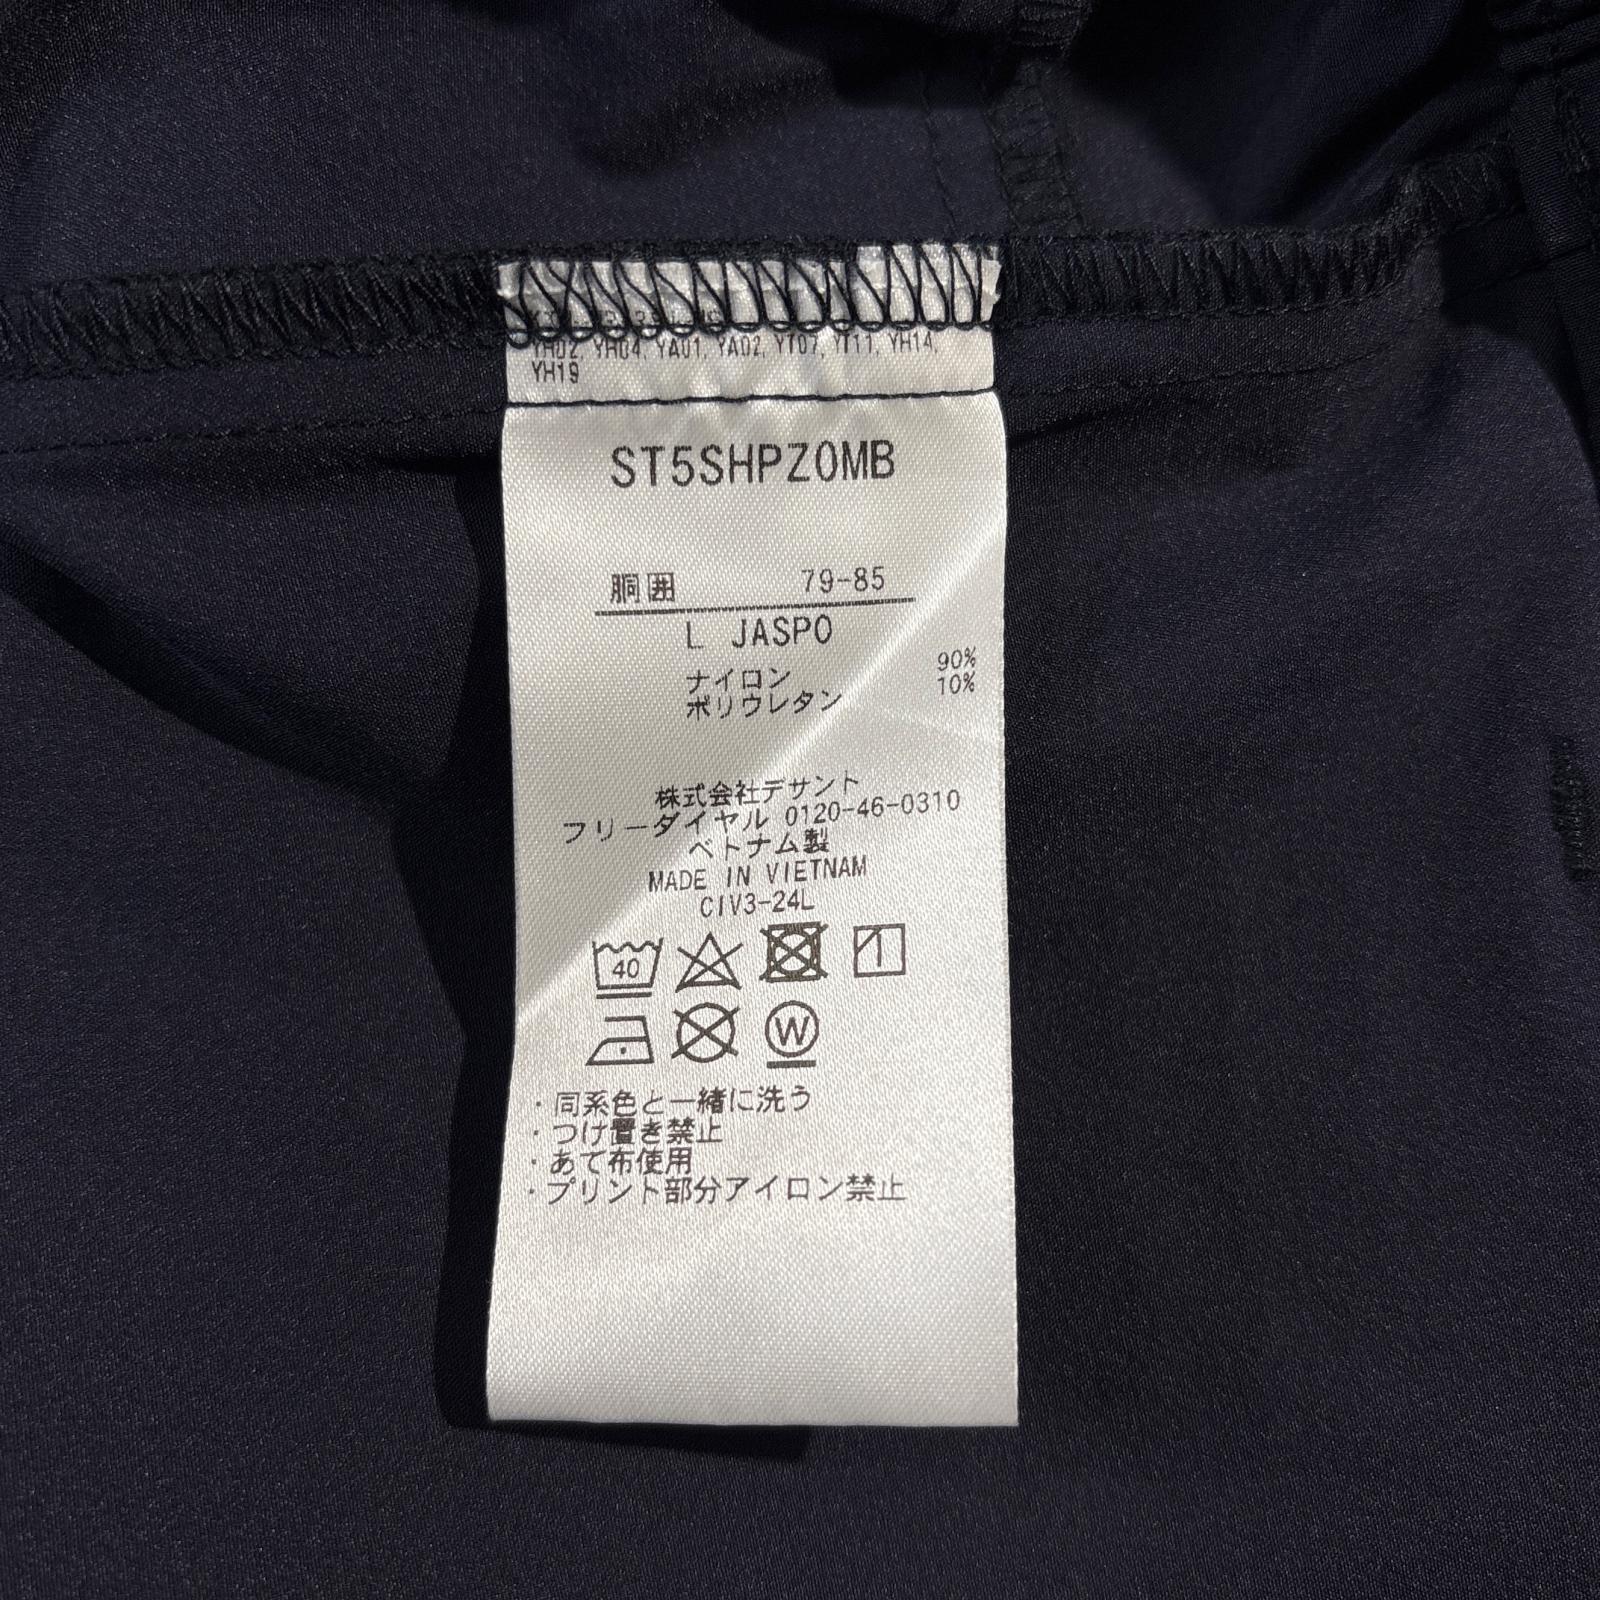 YH02, YH04, YA01, YA02, YT07, YT11, YH14,
YH19
ST5SHPZ0MB
胴囲 79-85
L JASPO
ナイロン 90%
ポリウレタン 10%
株式会社デサント
フリーダイヤル 0120-46-0310
ベトナム製
MADE IN VIETNAM
CIV3-24L
40
W
・同系色と一緒に洗う
・つけ置き禁止
・あて布使用
・プリント部分アイロン禁止